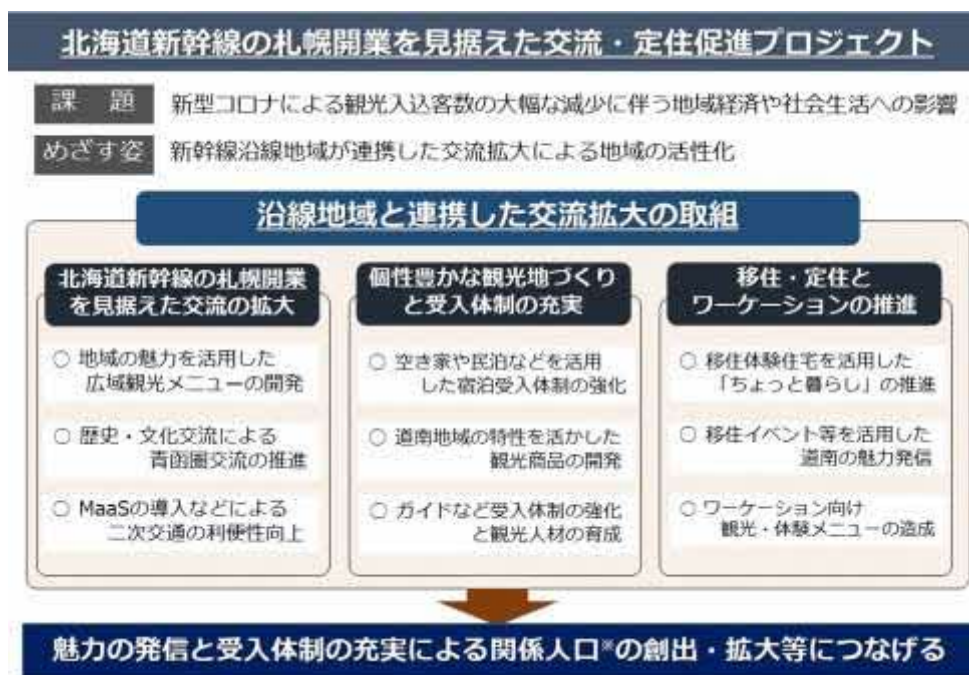 北海道新幹線の札幌開業を見据えた交流・定住促進プロジェクト
課 題 新型コロナによる観光入込客数の大幅な減少に伴う地域経済や社会生活への影響
めざす姿 新幹線沿線地域が連携した交流拡大による地域の活性化
沿線地域と連携した交流拡大の取組
北海道新幹線の札幌開業
を見据えた交流の拡大
○ 地域の魅力を活用した
広域観光メニューの開発
○ 歴史・文化交流による
青函圏交流の推進
○ MaaSの導入などによる
二次交通の利便性向上
個性豊かな観光地づくり
と受入体制の充実
○ 空き家や民泊などを活用
した宿泊受入体制の強化
○ 道南地域の特性を活かした
観光商品の開発
○ ガイドなど受入体制の強化
と観光人材の育成
移住・定住と
ワーケーションの推進
○ 移住体験住宅を活用した
「ちょっと暮らし」の推進
○ 移住イベント等を活用した
道南の魅力発信
○ ワーケーション向け
観光・体験メニューの造成
魅力の発信と受入体制の充実による関係人口※の創出・拡大等につなげる